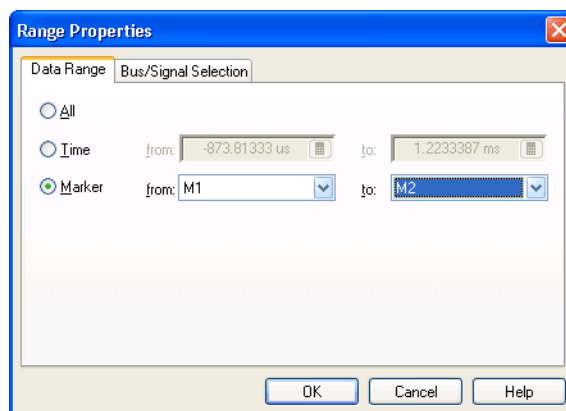 Range Properties
Data Range Bus/Signal Selection
All
Time from: -873.81333 us to: 1.2233387 ms
Marker from: M1 to: M2
OK Cancel Help